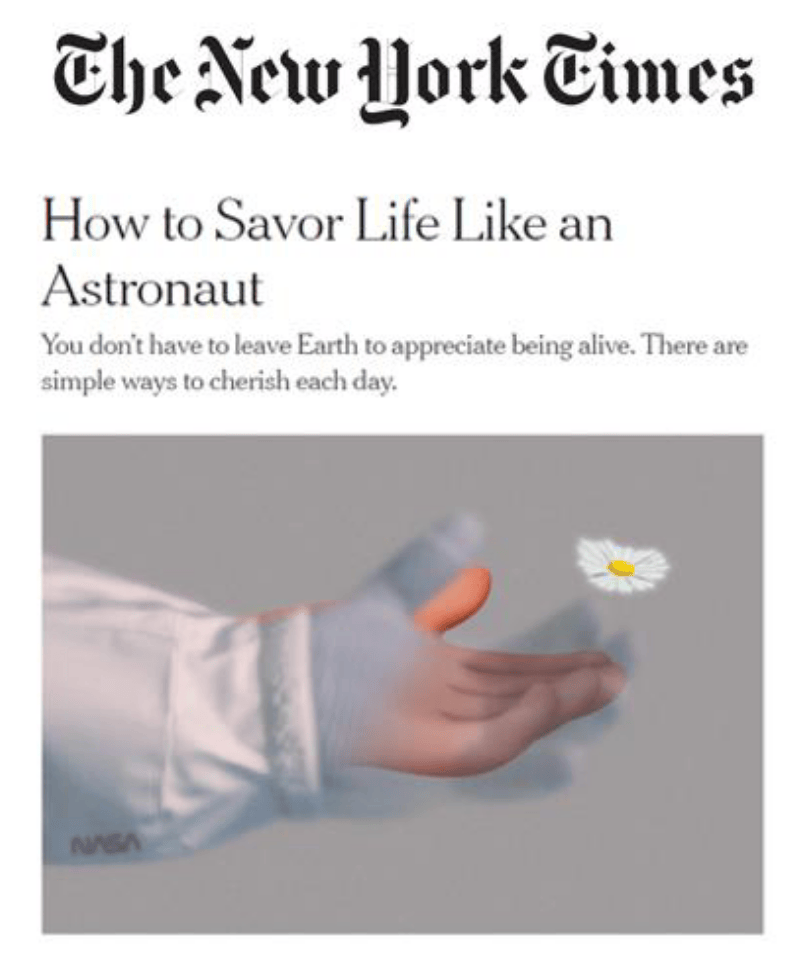 The New York Times
How to Savor Life Like an
Astronaut
You don't have to leave Earth to appreciate being alive. There are
simple ways to cherish each day.
NASA